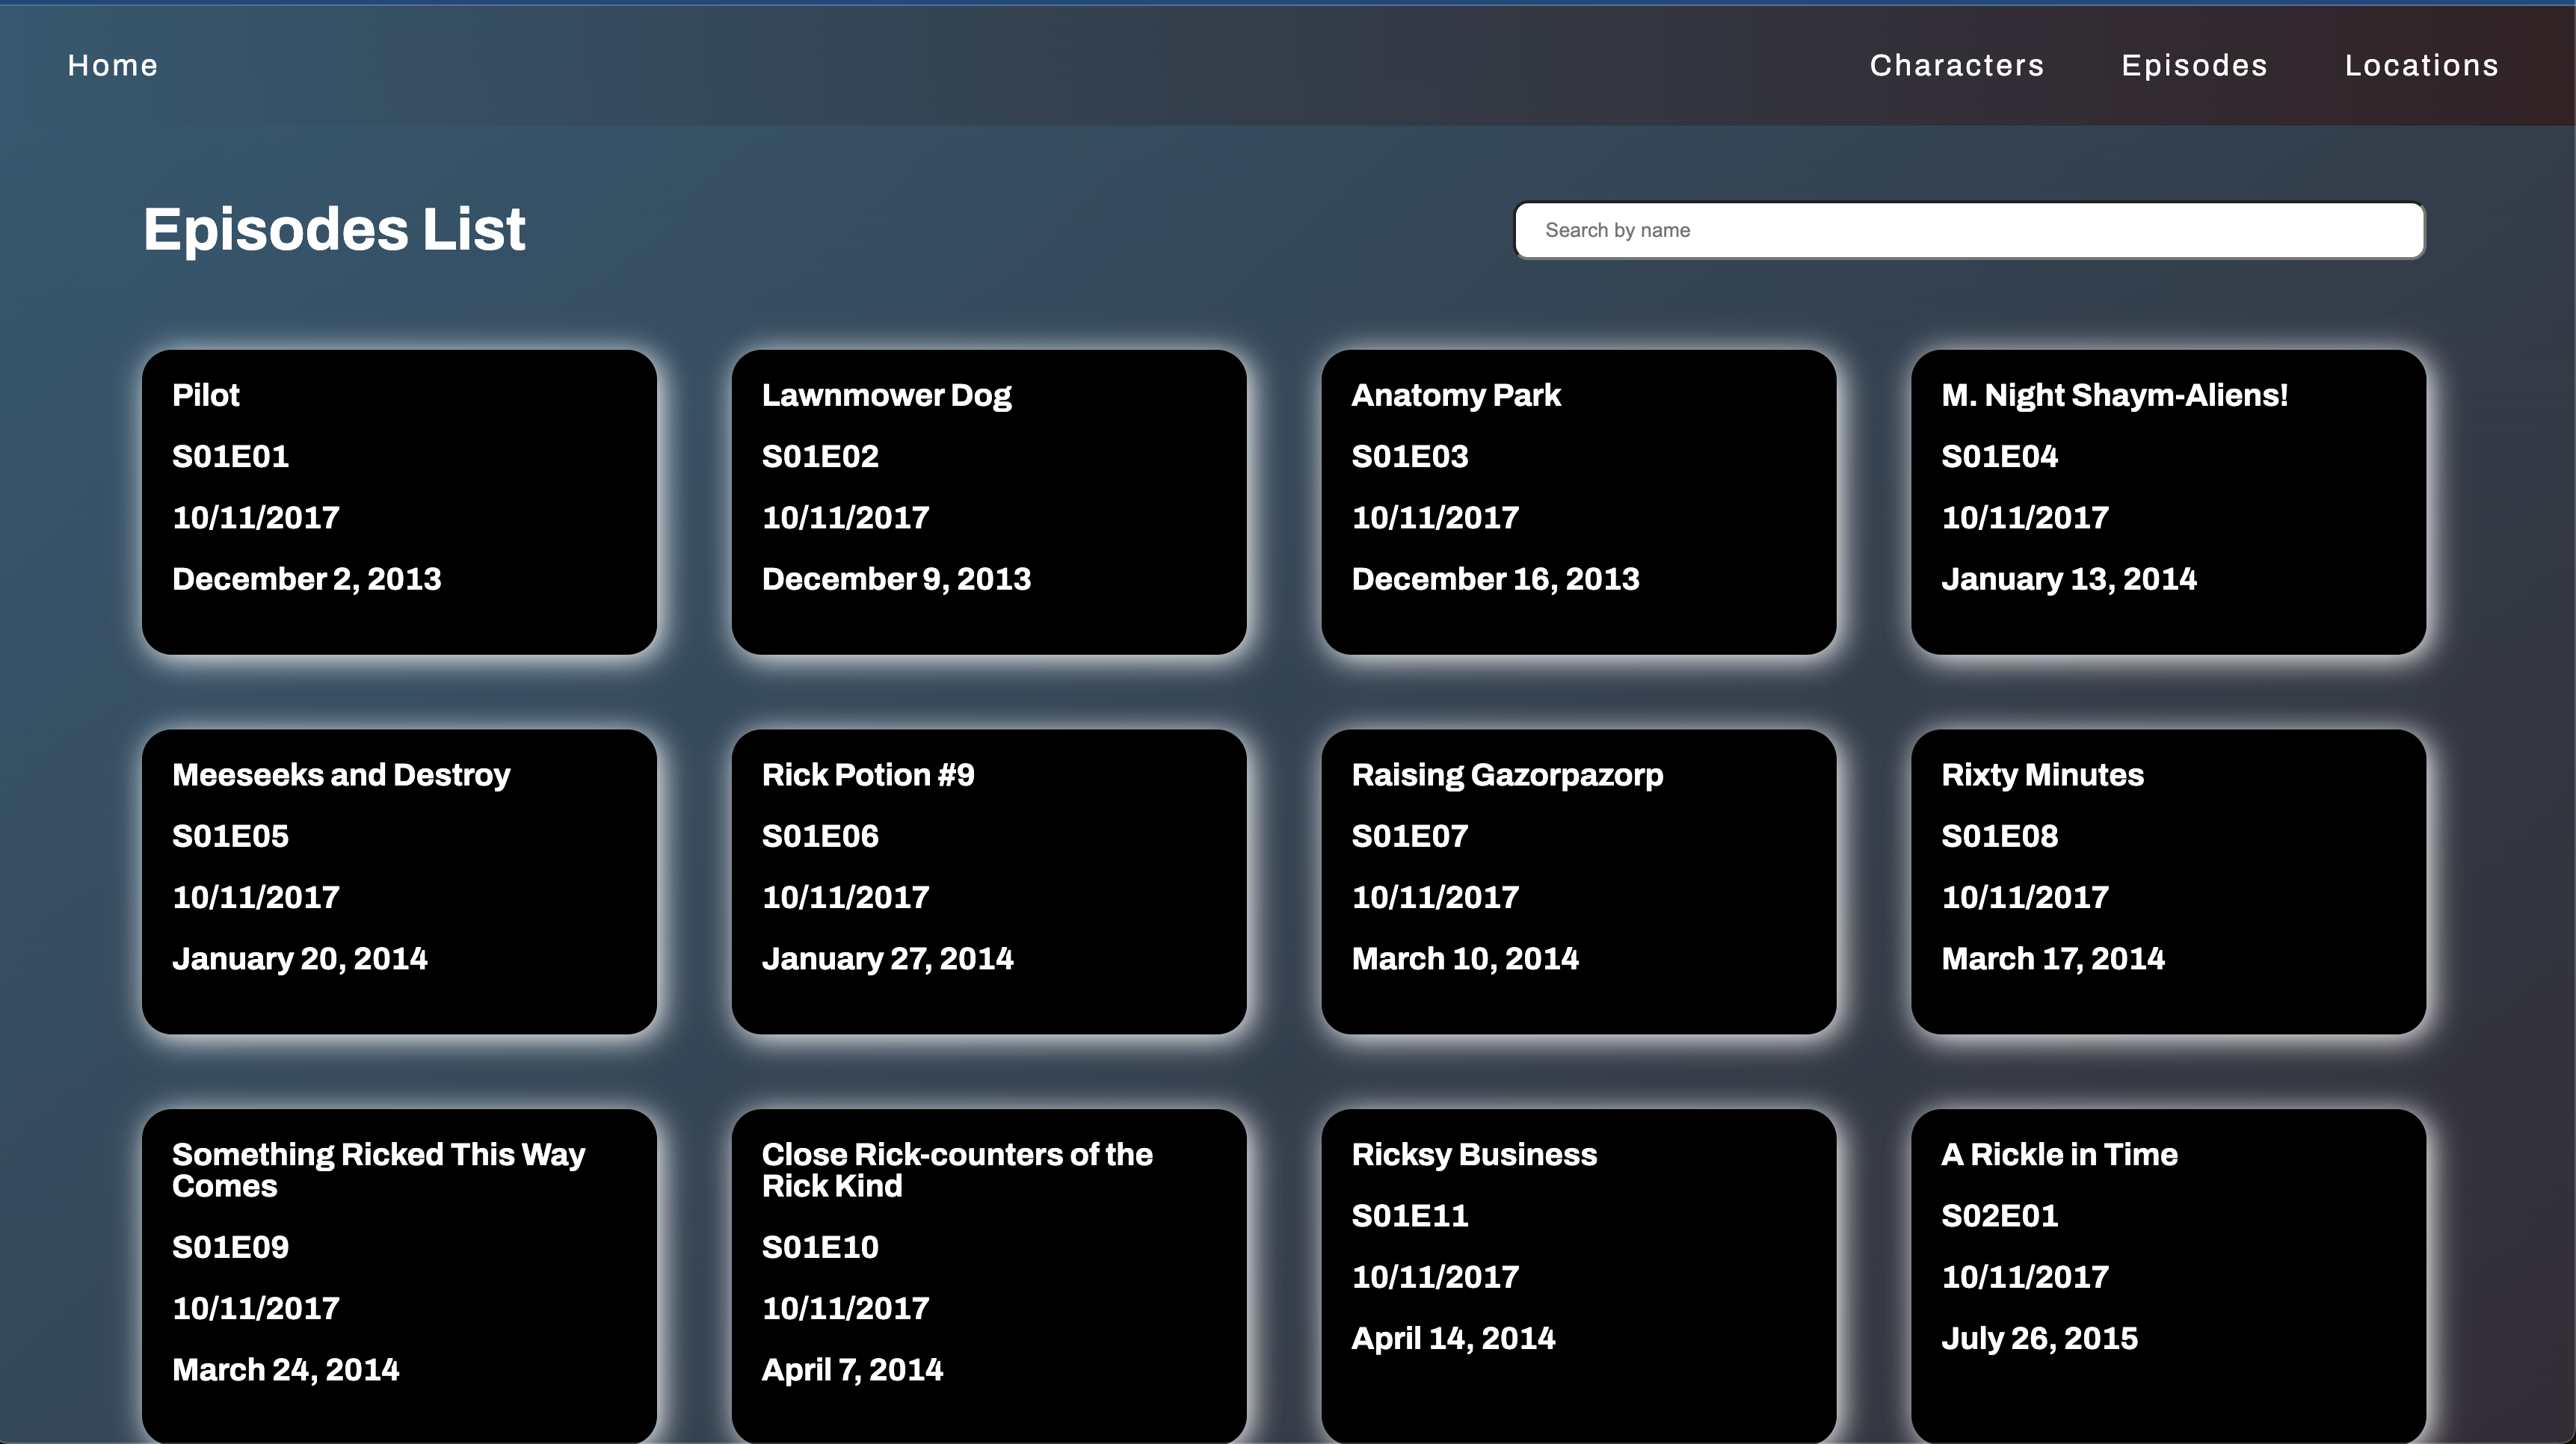 Home
Characters
Episodes
Locations
Episodes List
Search by name
Pilot
S01E01
10/11/2017
December 2, 2013
Lawnmower Dog
S01E02
10/11/2017
December 9, 2013
Anatomy Park
S01E03
10/11/2017
December 16, 2013
M. Night Shaym-Aliens!
S01E04
10/11/2017
January 13, 2014
Meeseeks and Destroy
S01E05
10/11/2017
January 20, 2014
Rick Potion #9
S01E06
10/11/2017
January 27, 2014
Raising Gazorpazorp
S01E07
10/11/2017
March 10, 2014
Rixty Minutes
S01E08
10/11/2017
March 17, 2014
Something Ricked This Way
Comes
S01E09
10/11/2017
March 24, 2014
Close Rick-counters of the
Rick Kind
S01E10
10/11/2017
April 7, 2014
Ricksy Business
S01E11
10/11/2017
April 14, 2014
A Rickle in Time
S02E01
10/11/2017
July 26, 2015